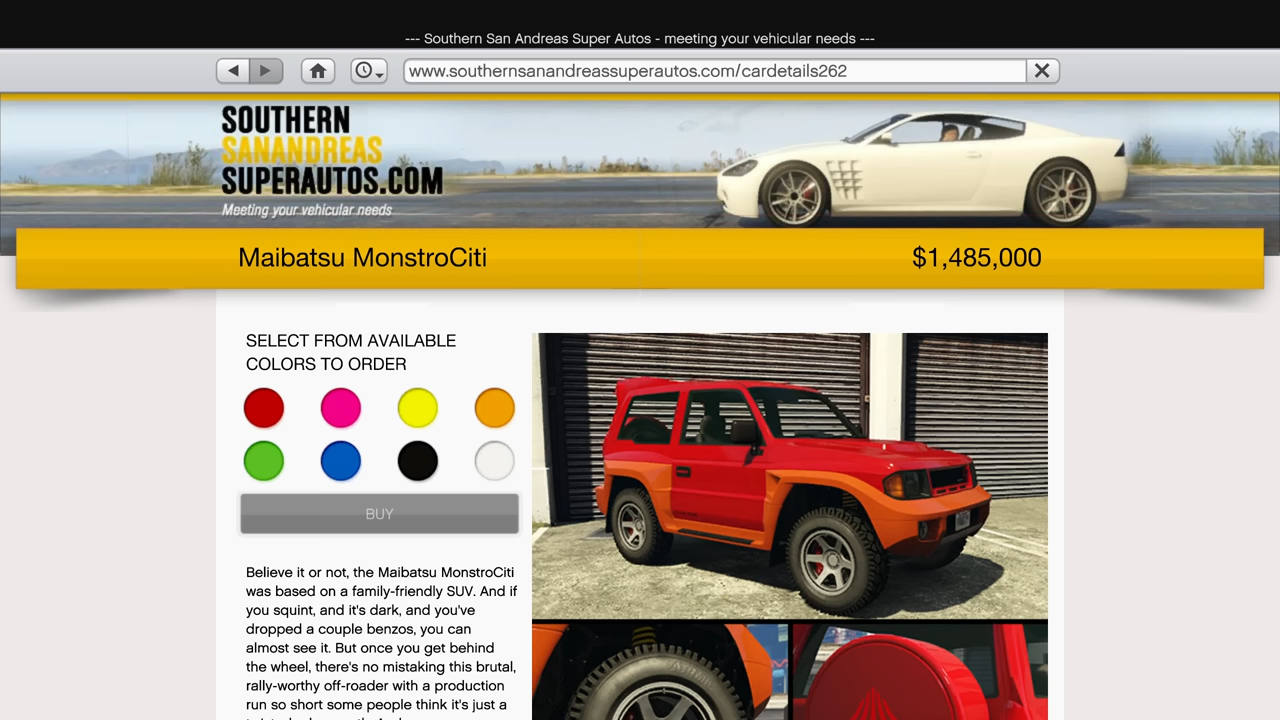 --- Southern San Andreas Super Autos - meeting your vehicular needs ---
www.southernsanandreassuperautos.com/cardetails262
SOUTHERN
SANANDREAS
SUPERAUTOS.COM
Meeting your vehicular needs
Maibatsu MonstroCiti
$1,485,000
SELECT FROM AVAILABLE
COLORS TO ORDER
BUY
Believe it or not, the Maibatsu MonstroCiti
was based on a family-friendly SUV. And if
you squint, and it's dark, and you've
dropped a couple benzos, you can
almost see it. But once you get behind
the wheel, there's no mistaking this brutal,
rally-worthy off-roader with a production
run so short some people think it's just a